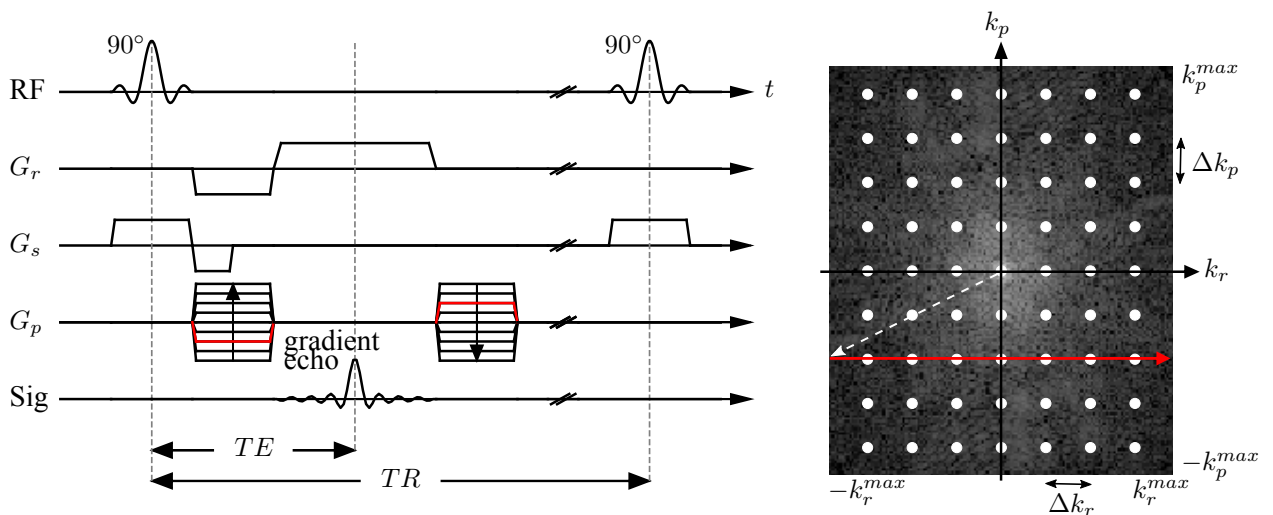 90°
90°
RF
t
G_r
G_s
G_p
gradient
echo
Sig
TE
TR
k_p
k_p^{max}
Δk_p
k_r
-k_p^{max}
-k_r^{max}
k_r^{max}
Δk_r